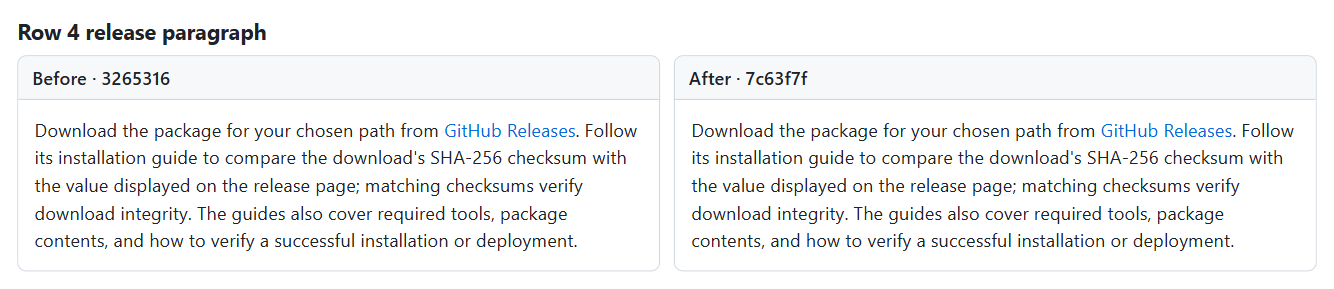 Row 4 release paragraph
Before · 3265316
Download the package for your chosen path from GitHub Releases. Follow
its installation guide to compare the download's SHA-256 checksum with
the value displayed on the release page; matching checksums verify
download integrity. The guides also cover required tools, package
contents, and how to verify a successful installation or deployment.
After · 7c63f7f
Download the package for your chosen path from GitHub Releases. Follow
its installation guide to compare the download's SHA-256 checksum with
the value displayed on the release page; matching checksums verify
download integrity. The guides also cover required tools, package
contents, and how to verify a successful installation or deployment.